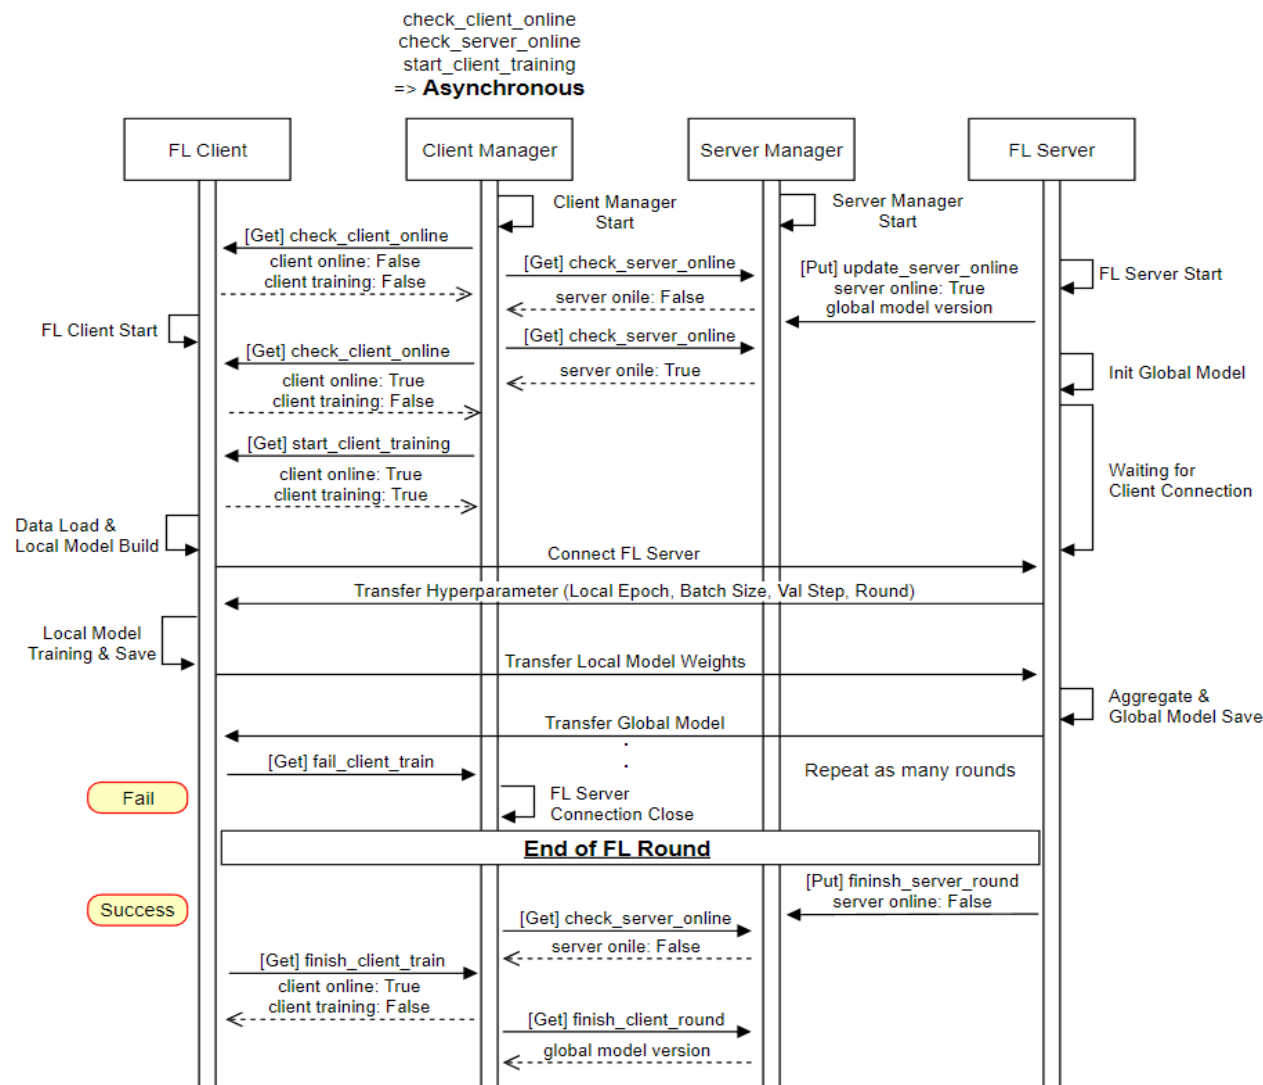 check_client_online
check_server_online
start_client_training
=> Asynchronous
FL Client
Client Manager
Server Manager
FL Server
Client Manager
Start
Server Manager
Start
[Get] check_client_online
client online: False
client training: False
[Get] check_server_online
server onile: False
[Put] update_server_online
server online: True
global model version
FL Server Start
FL Client Start
[Get] check_server_online
server onile: True
[Get] check_client_online
client online: True
client training: False
Init Global Model
[Get] start_client_training
client online: True
client training: True
Waiting for
Client Connection
Data Load &
Local Model Build
Connect FL Server
Transfer Hyperparameter (Local Epoch, Batch Size, Val Step, Round)
Local Model
Training & Save
Transfer Local Model Weights
Aggregate &
Global Model Save
Transfer Global Model
.
.
[Get] fail_client_train
Repeat as many rounds
Fail
FL Server
Connection Close
End of FL Round
[Put] fininsh_server_round
server online: False
Success
[Get] check_server_online
server onile: False
[Get] finish_client_train
client online: True
client training: False
[Get] finish_client_round
global model version